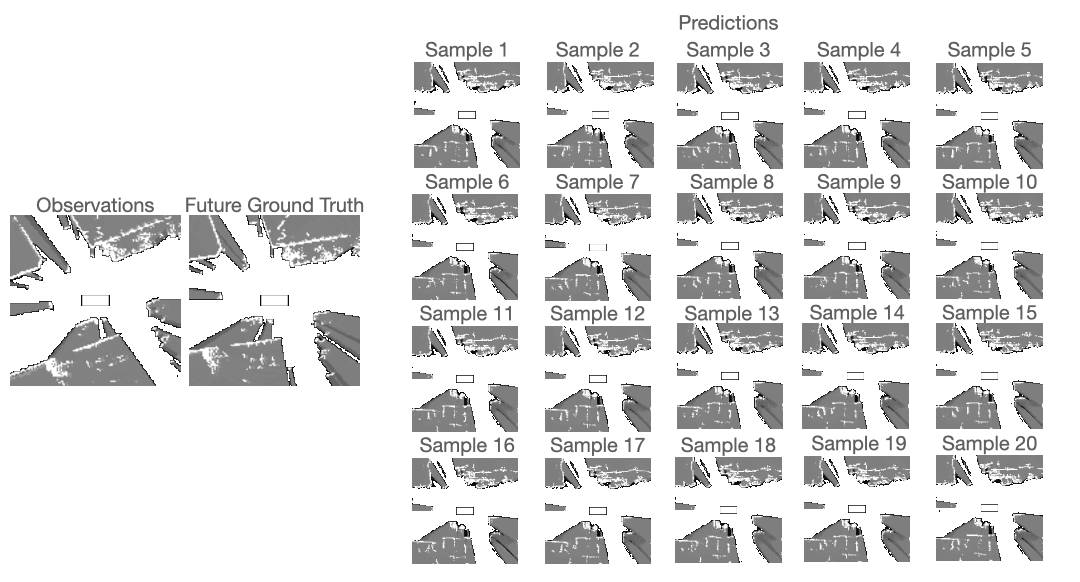 Predictions
Sample 1 Sample 2 Sample 3 Sample 4 Sample 5
Sample 6 Sample 7 Sample 8 Sample 9 Sample 10
Observations Future Ground Truth
Sample 11 Sample 12 Sample 13 Sample 14 Sample 15
Sample 16 Sample 17 Sample 18 Sample 19 Sample 20